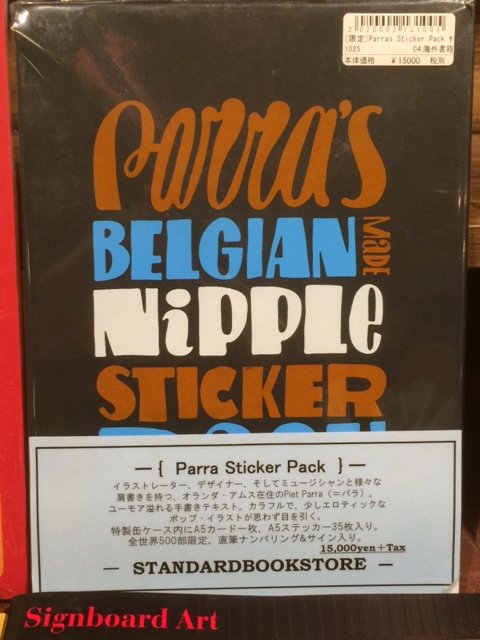 2020002101005
[限定]Parras Sticker Pack
1025 04.海外書籍
本体価格 ¥15000 税別
Parra's
BELGIAN
MADE
NiPPLe
STICKER
—{ Parra Sticker Pack }—
イラストレーター、デザイナー、そしてミュージシャンと様々な
肩書きを持つ、オランダ・アムス在住のPiet Parra（＝パラ）。
ユーモア溢れる手書きテキスト、カラフルで、少しエロティックな
ポップ・イラストが思わず目を引く。
特製缶ケース内にA5カード一枚、A5ステッカー35枚入り。
全世界500部限定、直筆ナンバリング&サイン入り。
15,000yen＋Tax
— STANDARDBOOKSTORE —
Signboard Art